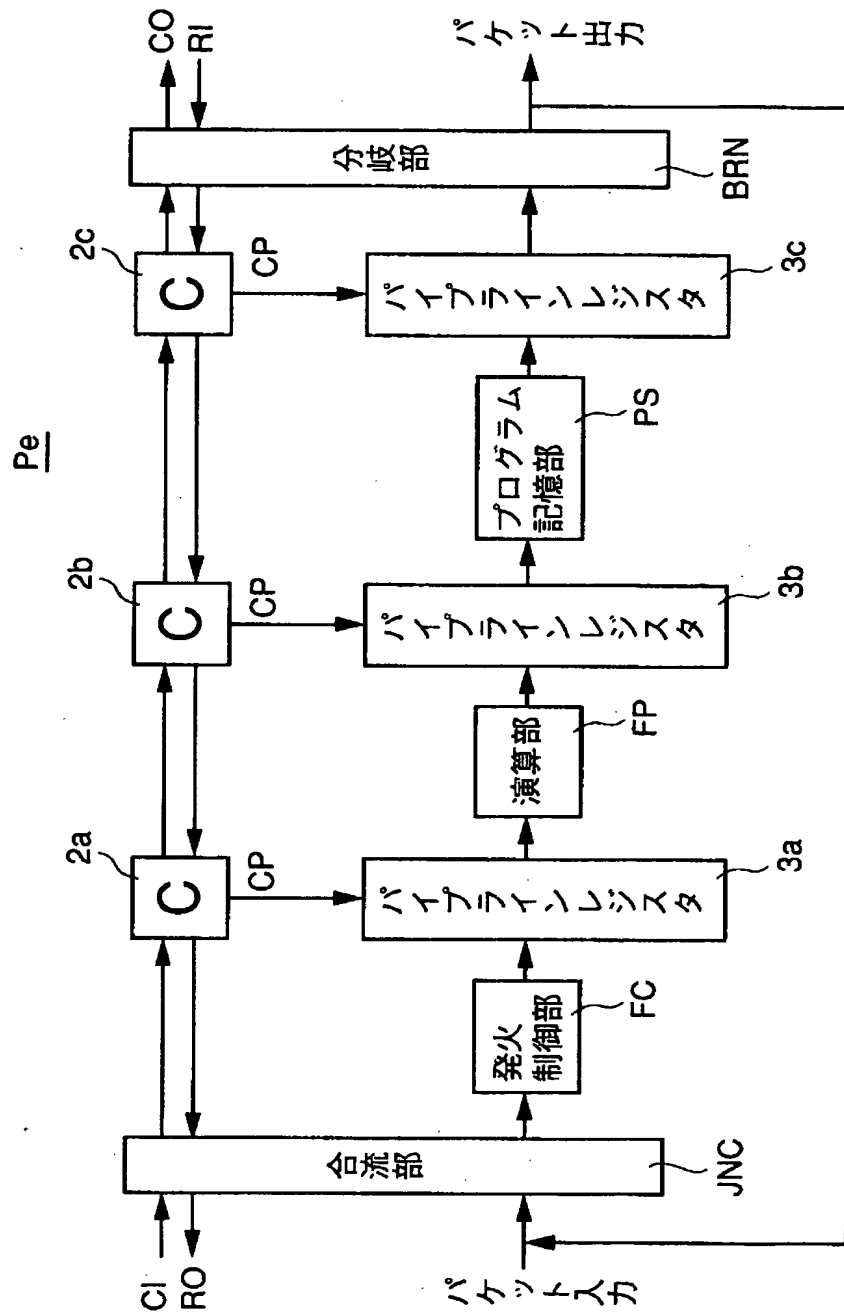 Pe
CI
RO
パケット入力
合流部
JNC
発火
制御部
FC
2a
C
CP
パイプラインレジスタ
3a
演算部
FP
2b
C
CP
パイプラインレジスタ
3b
プログラム
記憶部
PS
2c
C
CP
パイプラインレジスタ
3c
分岐部
BRN
CO
RI
パケット出力